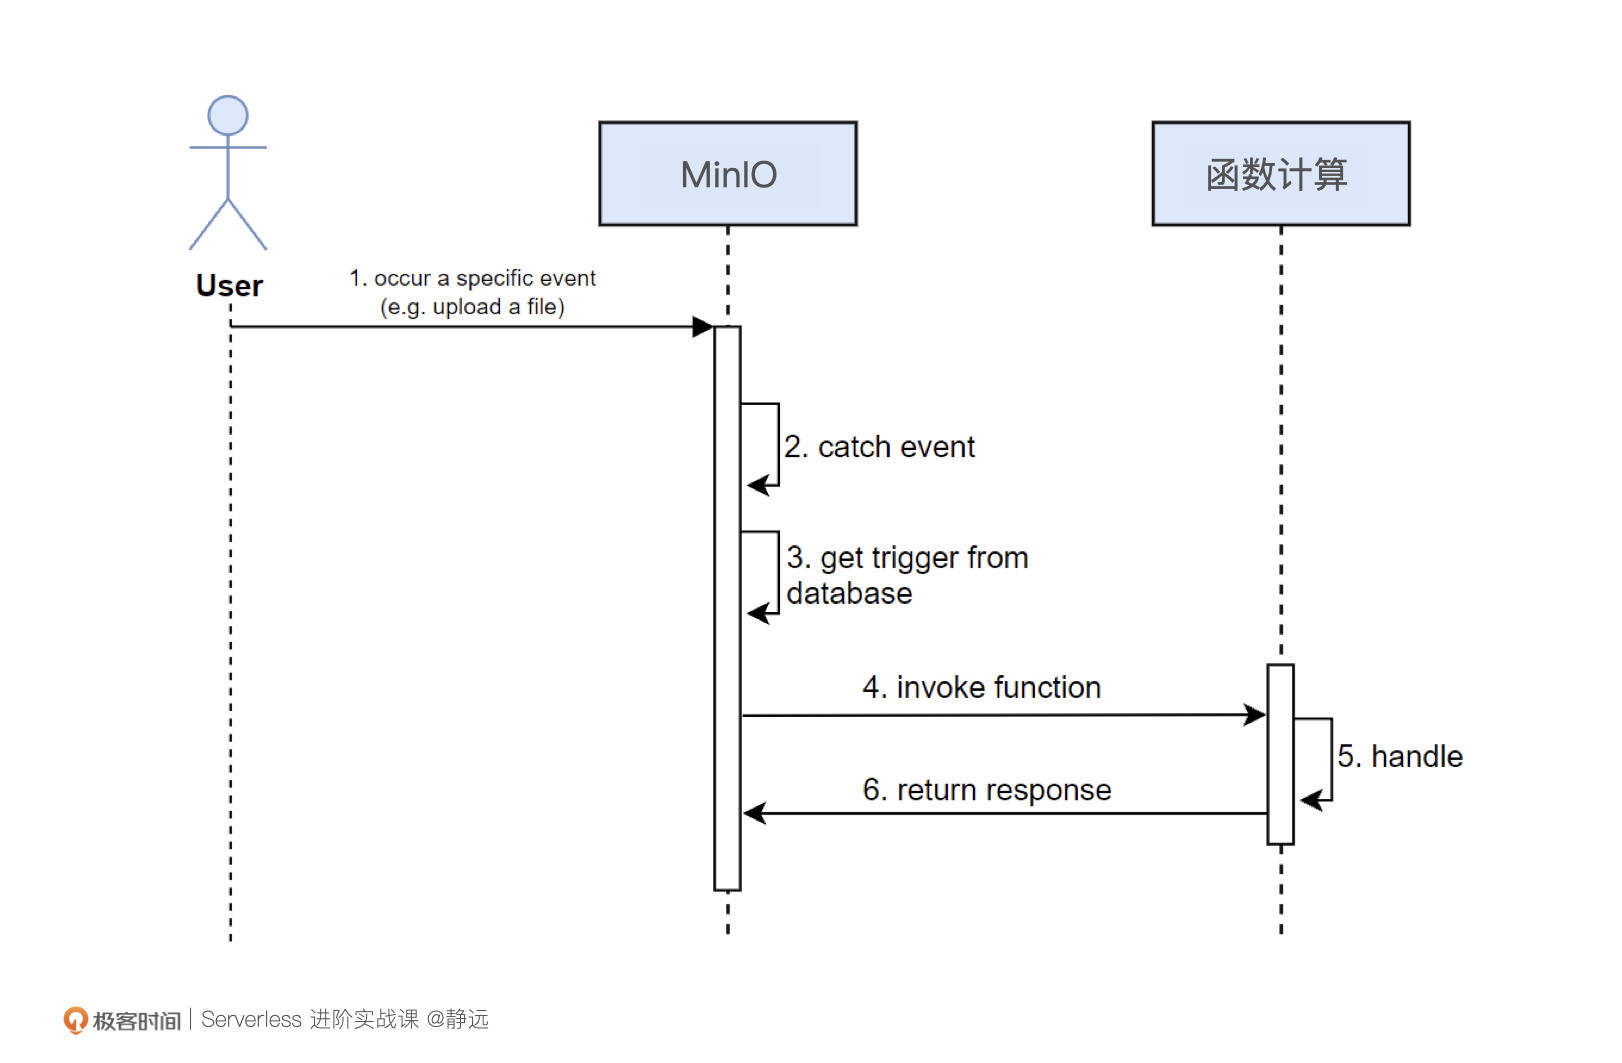 MinIO
函数计算
User
1. occur a specific event
(e.g. upload a file)
2. catch event
3. get trigger from
database
4. invoke function
5. handle
6. return response
极客时间 | Serverless 进阶实战课 @静远